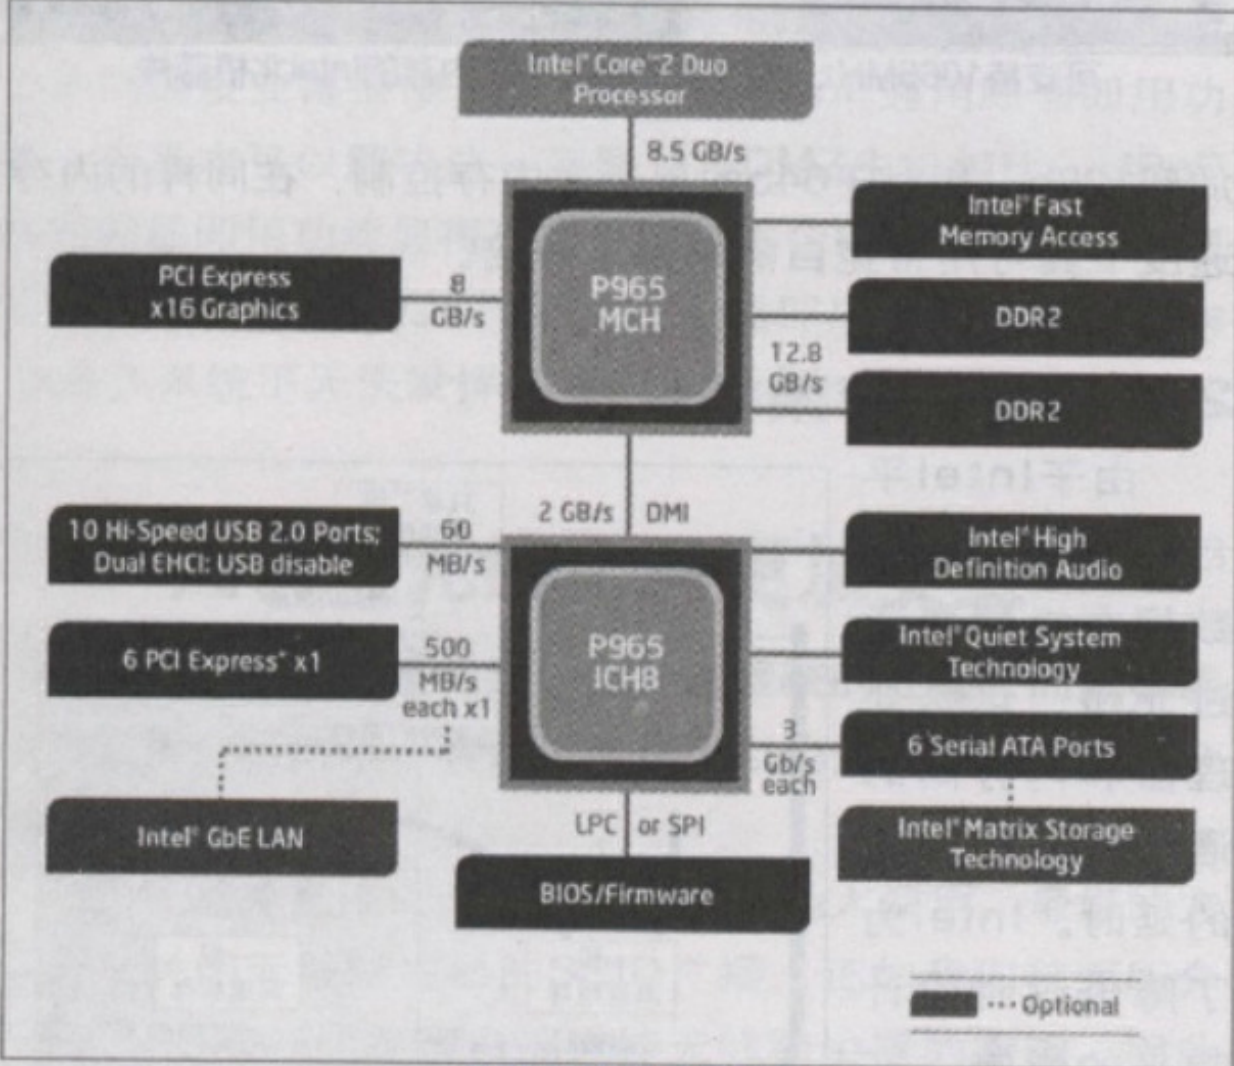 Intel® Core™2 Duo
Processor
8.5 GB/s
Intel® Fast
Memory Access
PCI Express
x16 Graphics
8
GB/s
P965
MCH
DDR2
12.8
GB/s
DDR2
2 GB/s DMI
10 Hi-Speed USB 2.0 Ports;
Dual EHCI: USB disable
60
MB/s
Intel® High
Definition Audio
6 PCI Express* x1
500
MB/s
each x1
P965
ICH8
Intel® Quiet System
Technology
3
Gb/s
each
6 Serial ATA Ports
Intel® GbE LAN
LPC or SPI
Intel® Matrix Storage
Technology
BIOS/Firmware
Optional